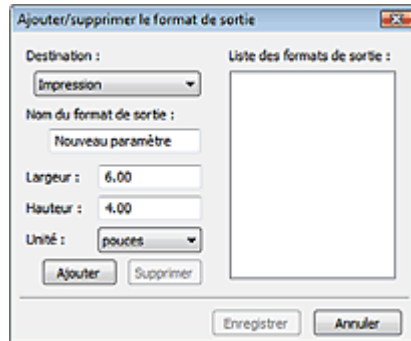 Ajouter/supprimer le format de sortie
Destination :
Impression
Nom du format de sortie :
Nouveau paramètre
Largeur : 6.00
Hauteur : 4.00
Unité : pouces
Ajouter Supprimer
Liste des formats de sortie :
Enregistrer Annuler